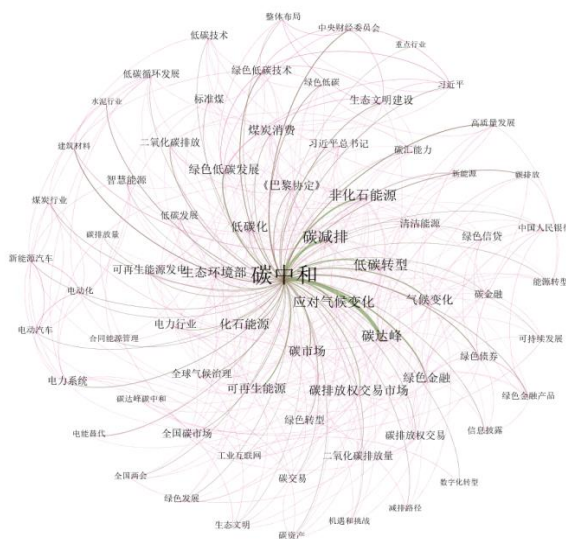 整体布局
中央财经委员会
低碳技术
重点行业
绿色低碳技术
低碳循环发展
绿色低碳
习近平
水泥行业
标准煤
生态文明建设
高质量发展
煤炭消费
建筑材料
二氧化碳排放
习近平总书记
碳汇能力
绿色低碳发展
新能源
碳排放
智慧能源
《巴黎协定》
非化石能源
煤炭行业
低碳发展
低碳化
清洁能源
中国人民银行
碳排放量
碳减排
绿色信贷
新能源汽车
可再生能源发电
生态环境部
碳中和
低碳转型
能源转型
电动化
应对气候变化
气候变化
碳金融
电动汽车
电力行业
化石能源
碳达峰
可持续发展
合同能源管理
碳市场
绿色债券
电力系统
全球气候治理
可再生能源
碳排放权交易市场
绿色金融
绿色金融产品
碳达峰碳中和
绿色转型
电能替代
全国碳市场
碳排放权交易
信息披露
工业互联网
二氧化碳排放量
全国两会
碳交易
数字化转型
绿色发展
减排路径
生态文明
机遇和挑战
碳资产